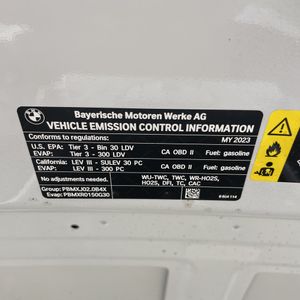 BMW
Bayerische Motoren Werke AG
VEHICLE EMISSION CONTROL INFORMATION
Conforms to regulations: MY 2023
U.S. EPA: Tier 3 - Bin 30 LDV CA OBD II Fuel: gasoline
EVAP: Tier 3 - 300 LDV
California: LEV III - SULEV 30 PC CA OBD II Fuel: gasoline
EVAP: LEV III - 300 PC
Group: PBMXJ02.0B4X WU-TWC, TWC, WR-HO2S,
Evap: PBMXR0150G30 HO2S, DFI, TC, CAC